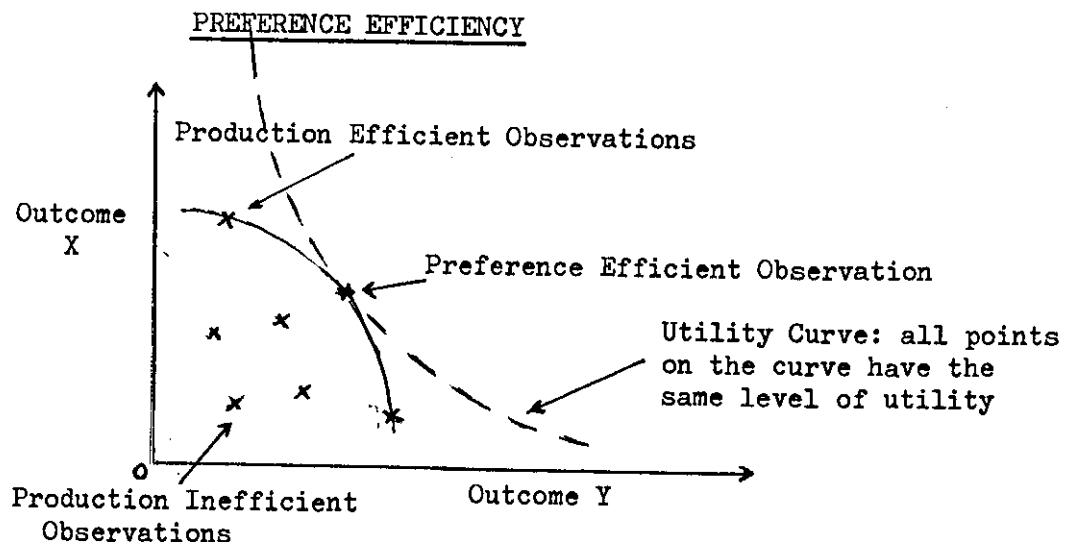 PREFERENCE EFFICIENCY
Production Efficient Observations
Outcome
X
Preference Efficient Observation
Utility Curve: all points
on the curve have the
same level of utility
O
Production Inefficient
Observations
Outcome Y